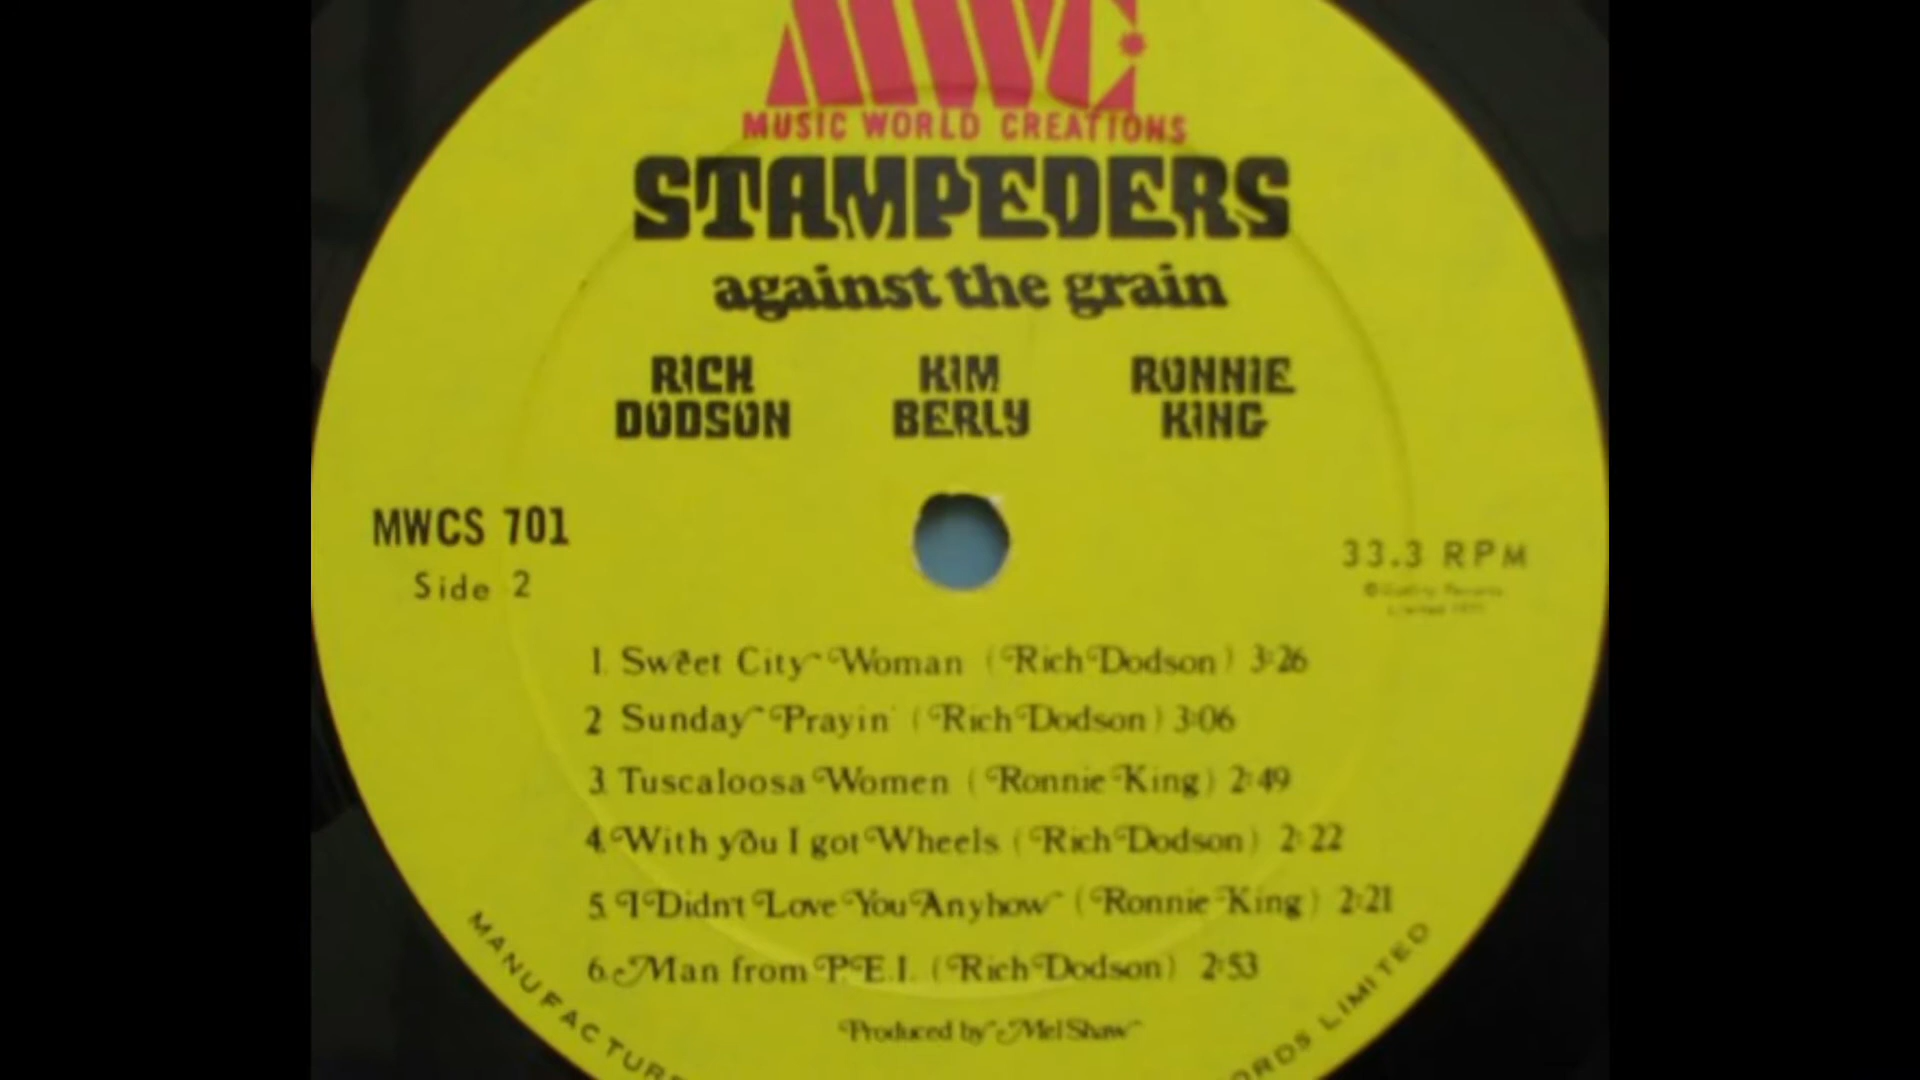 MWC
MUSIC WORLD CREATIONS
STAMPEDERS
against the grain
RICH DODSON
KIM BERLY
RONNIE KING
MWCS 701
Side 2
33.3 RPM
Limited
1. Sweet City Woman (Rich Dodson) 3:26
2 Sunday Prayin' (Rich Dodson) 3:06
3. Tuscaloosa Women (Ronnie King) 2:49
4. With you I got Wheels (Rich Dodson) 2:22
5. I Didn't Love You Anyhow (Ronnie King) 2:21
6. Man from P.E.I. (Rich Dodson) 2:53
Produced by Mel Shaw
MANUFACTURE
ORDS LIMITED